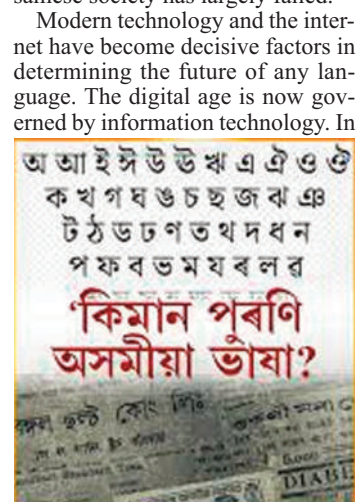 samese society has largely failed.
Modern technology and the inter-
net have become decisive factors in
determining the future of any lan-
guage. The digital age is now gov-
erned by information technology. In
অ আ ই ঈ উ ঊ ঋ এ ঐ ও ঔ
ক খ গ ঘ ঙ চ ছ জ ঝ ঞ
ট ঠ ড ঢ ণ ত থ দ ধ ন
প ফ ব ভ ম য ৰ ল ৱ
‘কিমান পুৰণি
অসমীয়া ভাষা?
DIABE